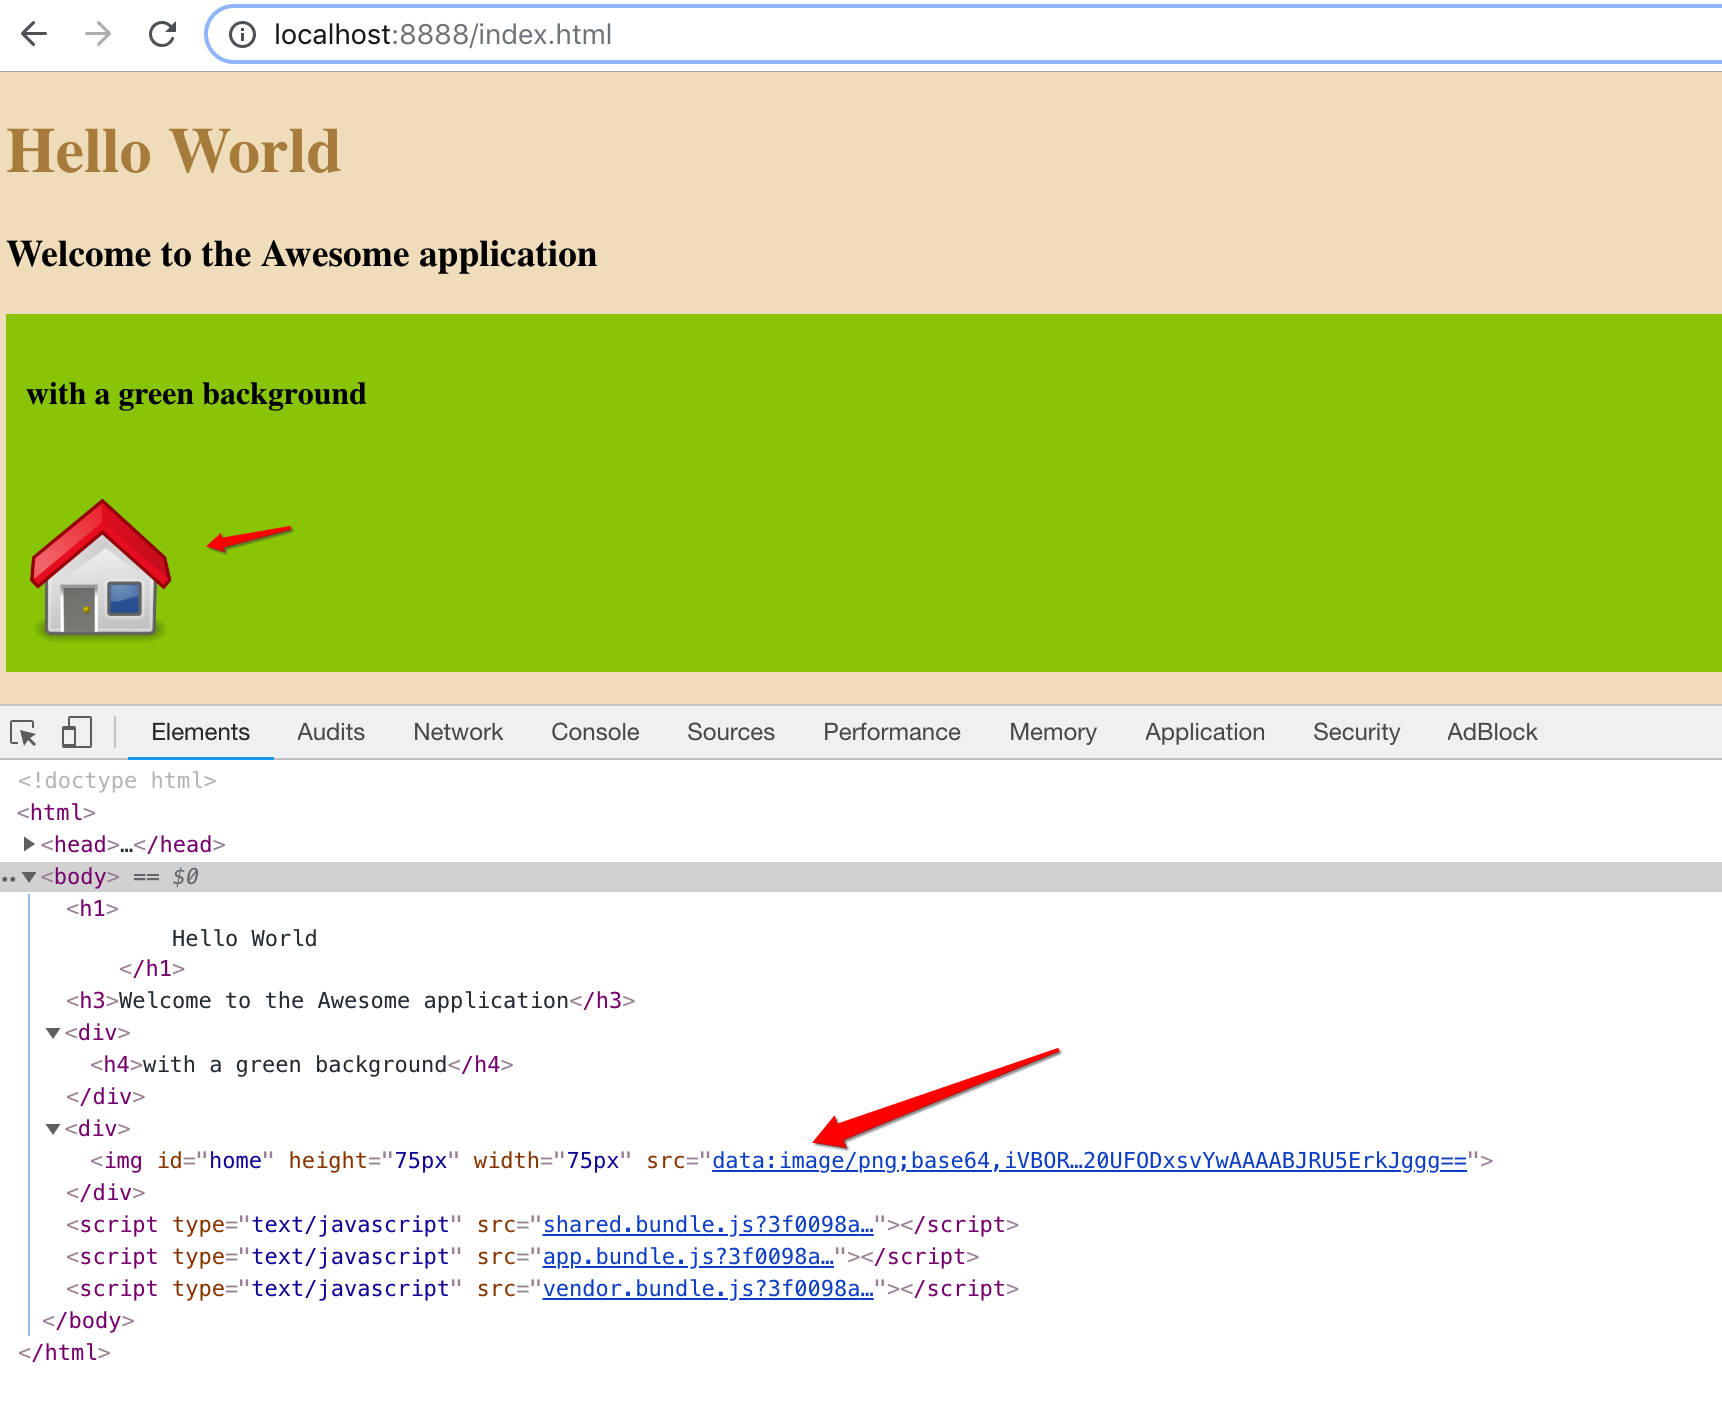 localhost:8888/index.html
Hello World
Welcome to the Awesome application
with a green background
Elements Audits Network Console Sources Performance Memory Application Security AdBlock
<!doctype html>
<html>
<head>…</head>
<body> == $0
<h1>
Hello World
</h1>
<h3>Welcome to the Awesome application</h3>
<div>
<h4>with a green background</h4>
</div>
<div>
<img id="home" height="75px" width="75px" src="data:image/png;base64,iVBOR…20UFODxsvYwAAAABJRU5ErkJggg==">
</div>
<script type="text/javascript" src="shared.bundle.js?3f0098a…"></script>
<script type="text/javascript" src="app.bundle.js?3f0098a…"></script>
<script type="text/javascript" src="vendor.bundle.js?3f0098a…"></script>
</body>
</html>